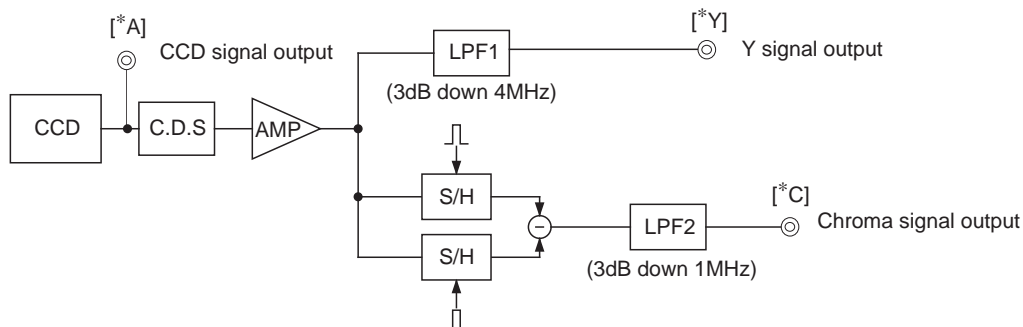 [*A]
CCD signal output
[*Y]
Y signal output
LPF1
(3dB down 4MHz)
CCD
C.D.S
AMP
S/H
S/H
−
LPF2
(3dB down 1MHz)
[*C]
Chroma signal output